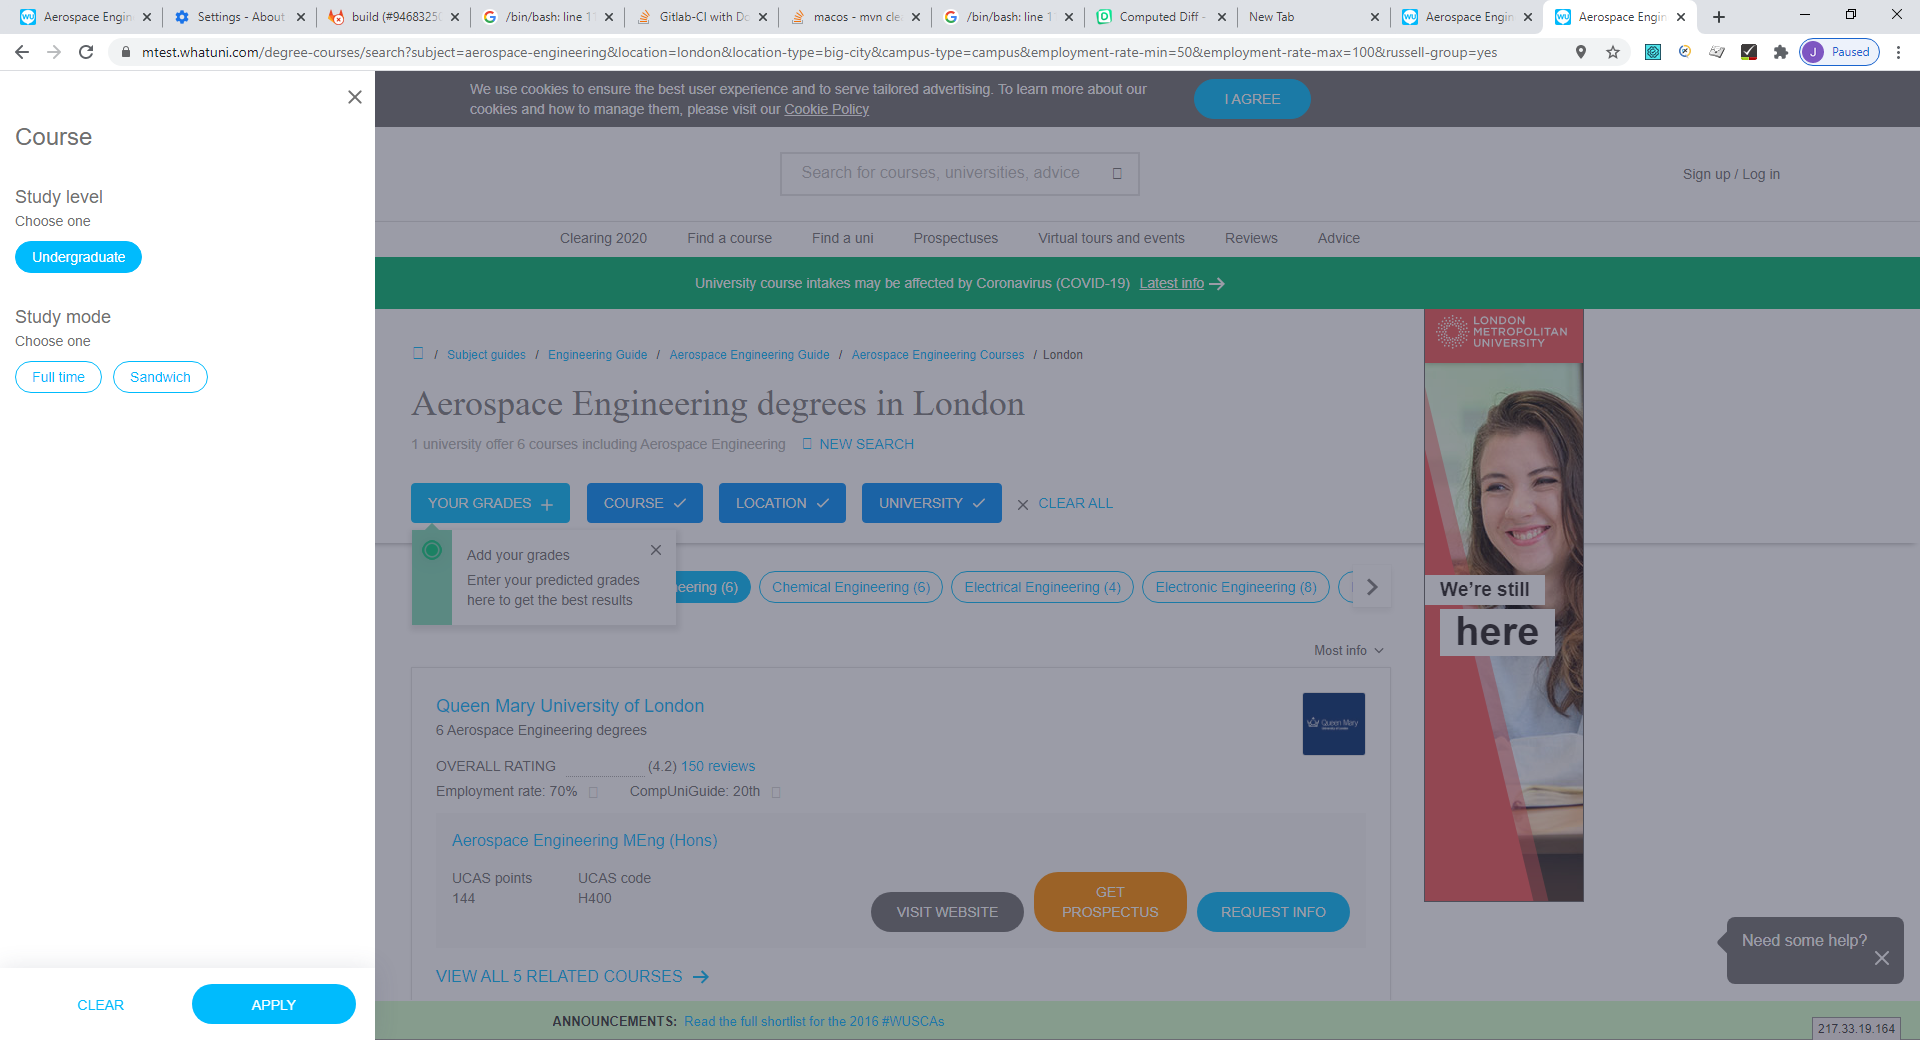 Aerospace Engin
Settings - About
build (#9468325
/bin/bash: line 1
Gitlab-CI with Do
macos - mvn cle
/bin/bash: line 1
Computed Diff -
New Tab
Aerospace Engin
Aerospace Engin
mtest.whatuni.com/degree-courses/search?subject=aerospace-engineering&location=london&location-type=big-city&campus-type=campus&employment-rate-min=50&employment-rate-max=100&russell-group=yes
J Paused
Course
Study level
Choose one
Undergraduate
Study mode
Choose one
Full time
Sandwich
CLEAR
APPLY
We use cookies to ensure the best user experience and to serve tailored advertising. To learn more about our
cookies and how to manage them, please visit our Cookie Policy
I AGREE
Search for courses, universities, advice
Sign up / Log in
Clearing 2020
Find a course
Find a uni
Prospectuses
Virtual tours and events
Reviews
Advice
University course intakes may be affected by Coronavirus (COVID-19) Latest info
/ Subject guides / Engineering Guide / Aerospace Engineering Guide / Aerospace Engineering Courses / London
Aerospace Engineering degrees in London
1 university offer 6 courses including Aerospace Engineering
NEW SEARCH
YOUR GRADES
COURSE
LOCATION
UNIVERSITY
CLEAR ALL
Add your grades
Enter your predicted grades
here to get the best results
eering (6)
Chemical Engineering (6)
Electrical Engineering (4)
Electronic Engineering (8)
Most info
Queen Mary University of London
6 Aerospace Engineering degrees
Queen Mary
OVERALL RATING (4.2) 150 reviews
Employment rate: 70%
CompUniGuide: 20th
Aerospace Engineering MEng (Hons)
UCAS points
144
UCAS code
H400
VISIT WEBSITE
GET
PROSPECTUS
REQUEST INFO
VIEW ALL 5 RELATED COURSES
LONDON
METROPOLITAN
UNIVERSITY
We're still
here
Need some help?
ANNOUNCEMENTS: Read the full shortlist for the 2016 #WUSCAs
217.33.19.164